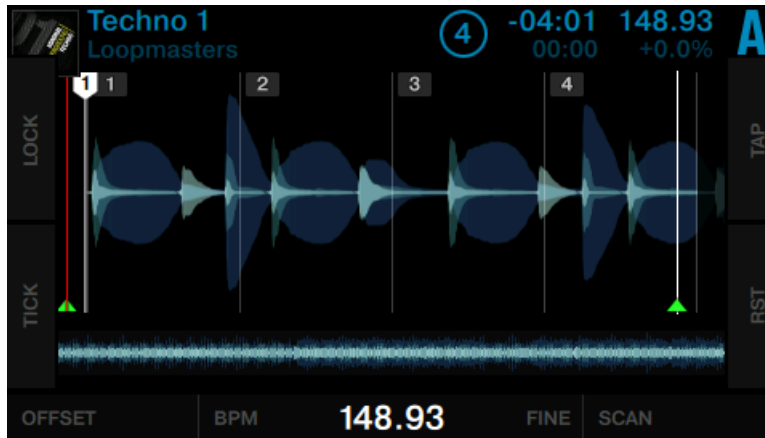 Techno 1
Loopmasters
4
-04:01 148.93
00:00 +0.0%
A
LOCK
TICK
1 1 2 3 4
TAP
RST
OFFSET BPM 148.93 FINE SCAN